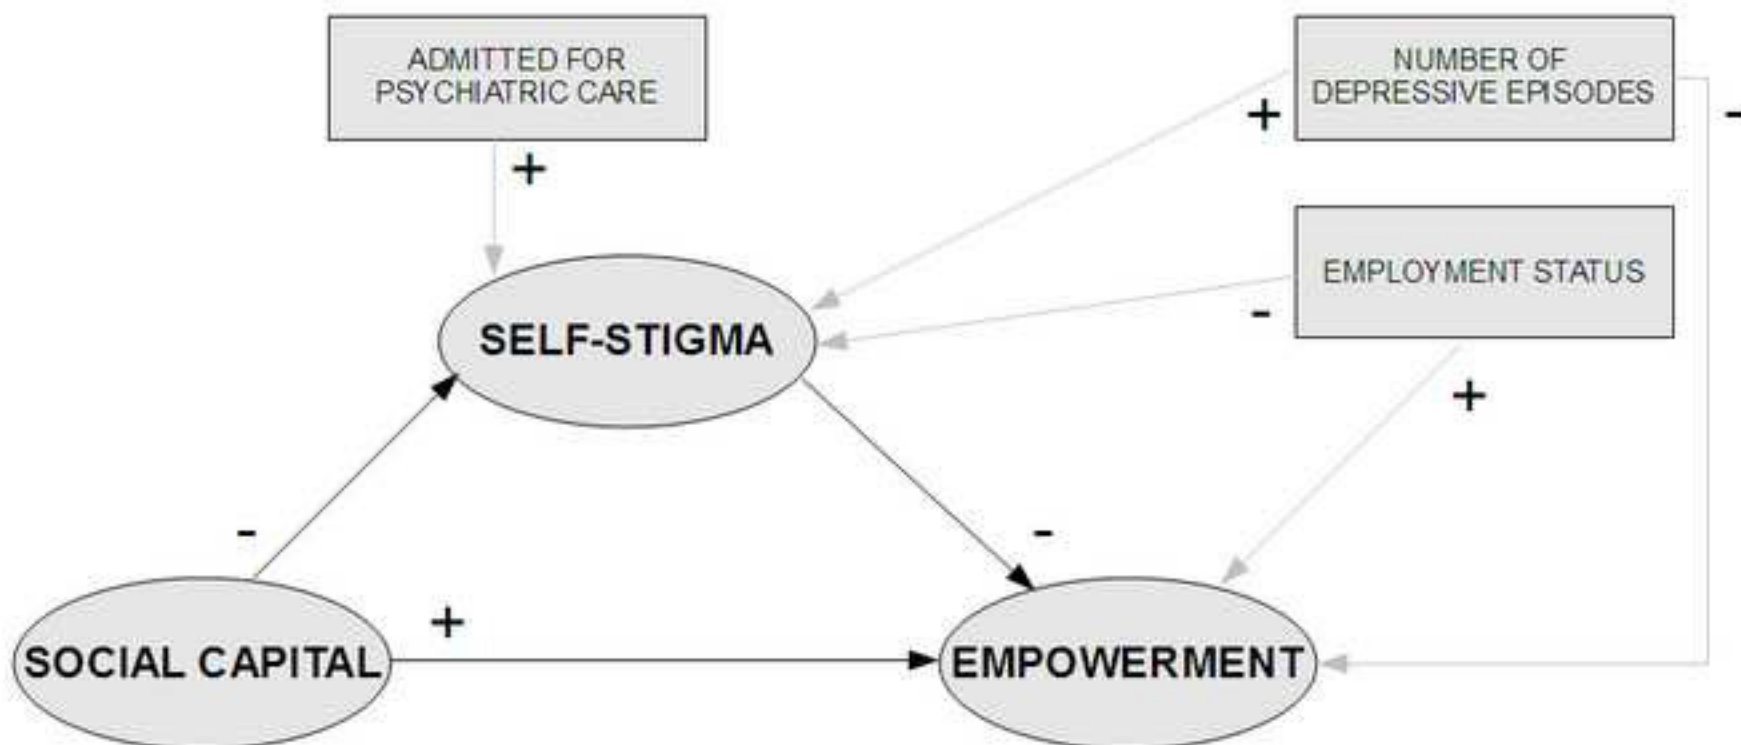 ADMITTED FOR
PSYCHIATRIC CARE
NUMBER OF
DEPRESSIVE EPISODES
+
-
+
EMPLOYMENT STATUS
-
SELF-STIGMA
+
-
-
+
SOCIAL CAPITAL
EMPOWERMENT